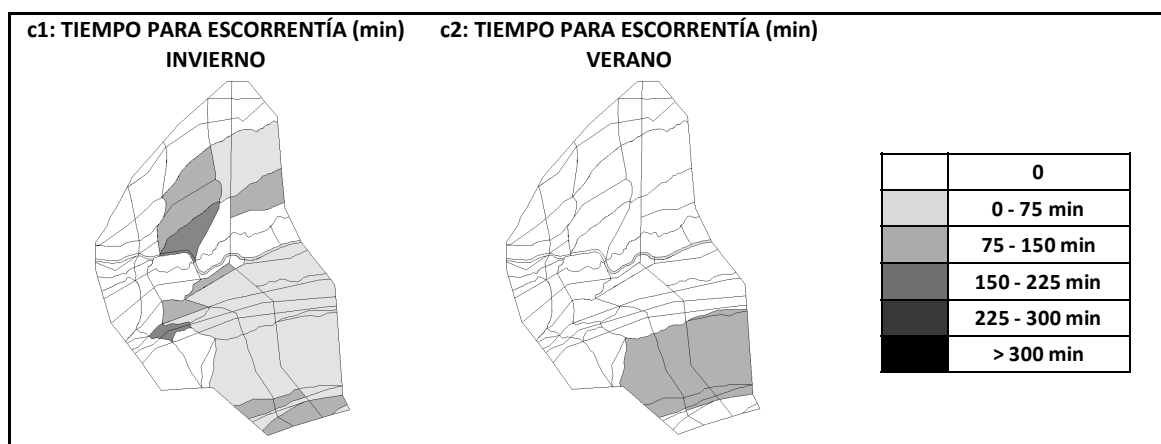 c1: TIEMPO PARA ESCORRENTÍA (min)
INVIERNO
c2: TIEMPO PARA ESCORRENTÍA (min)
VERANO
0
0 - 75 min
75 - 150 min
150 - 225 min
225 - 300 min
> 300 min